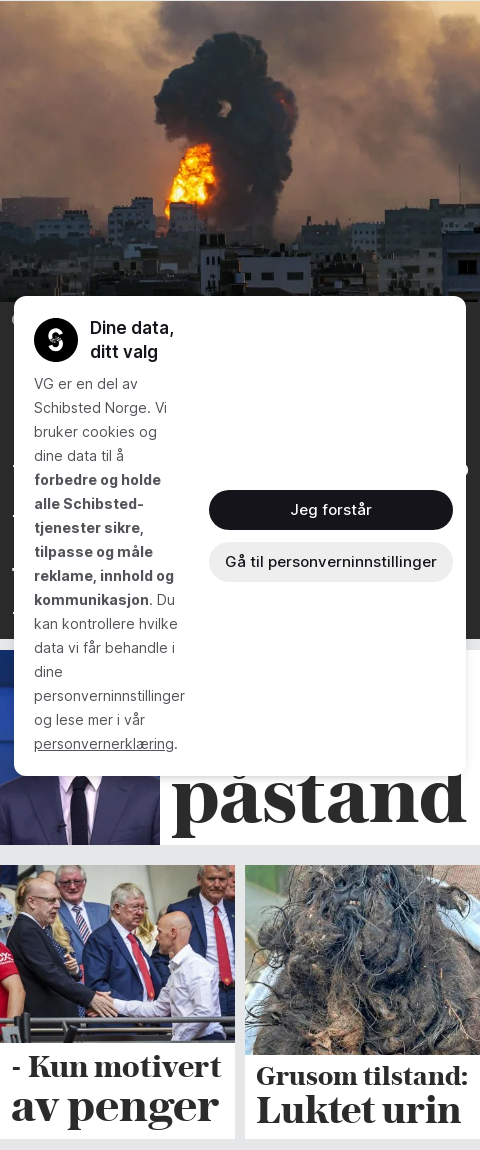 Dine data,
ditt valg
VG er en del av
Schibsted Norge. Vi
bruker cookies og
dine data til å
forbedre og holde
alle Schibsted-
tjenester sikre,
tilpasse og måle
reklame, innhold og
kommunikasjon. Du
kan kontrollere hvilke
data vi får behandle i
dine
personverninnstillinger
og lese mer i vår
personvernerklæring.
Jeg forstår
Gå til personverninnstillinger
påstand
- Kun motivert
av penger
Grusom tilstand:
Luktet urin